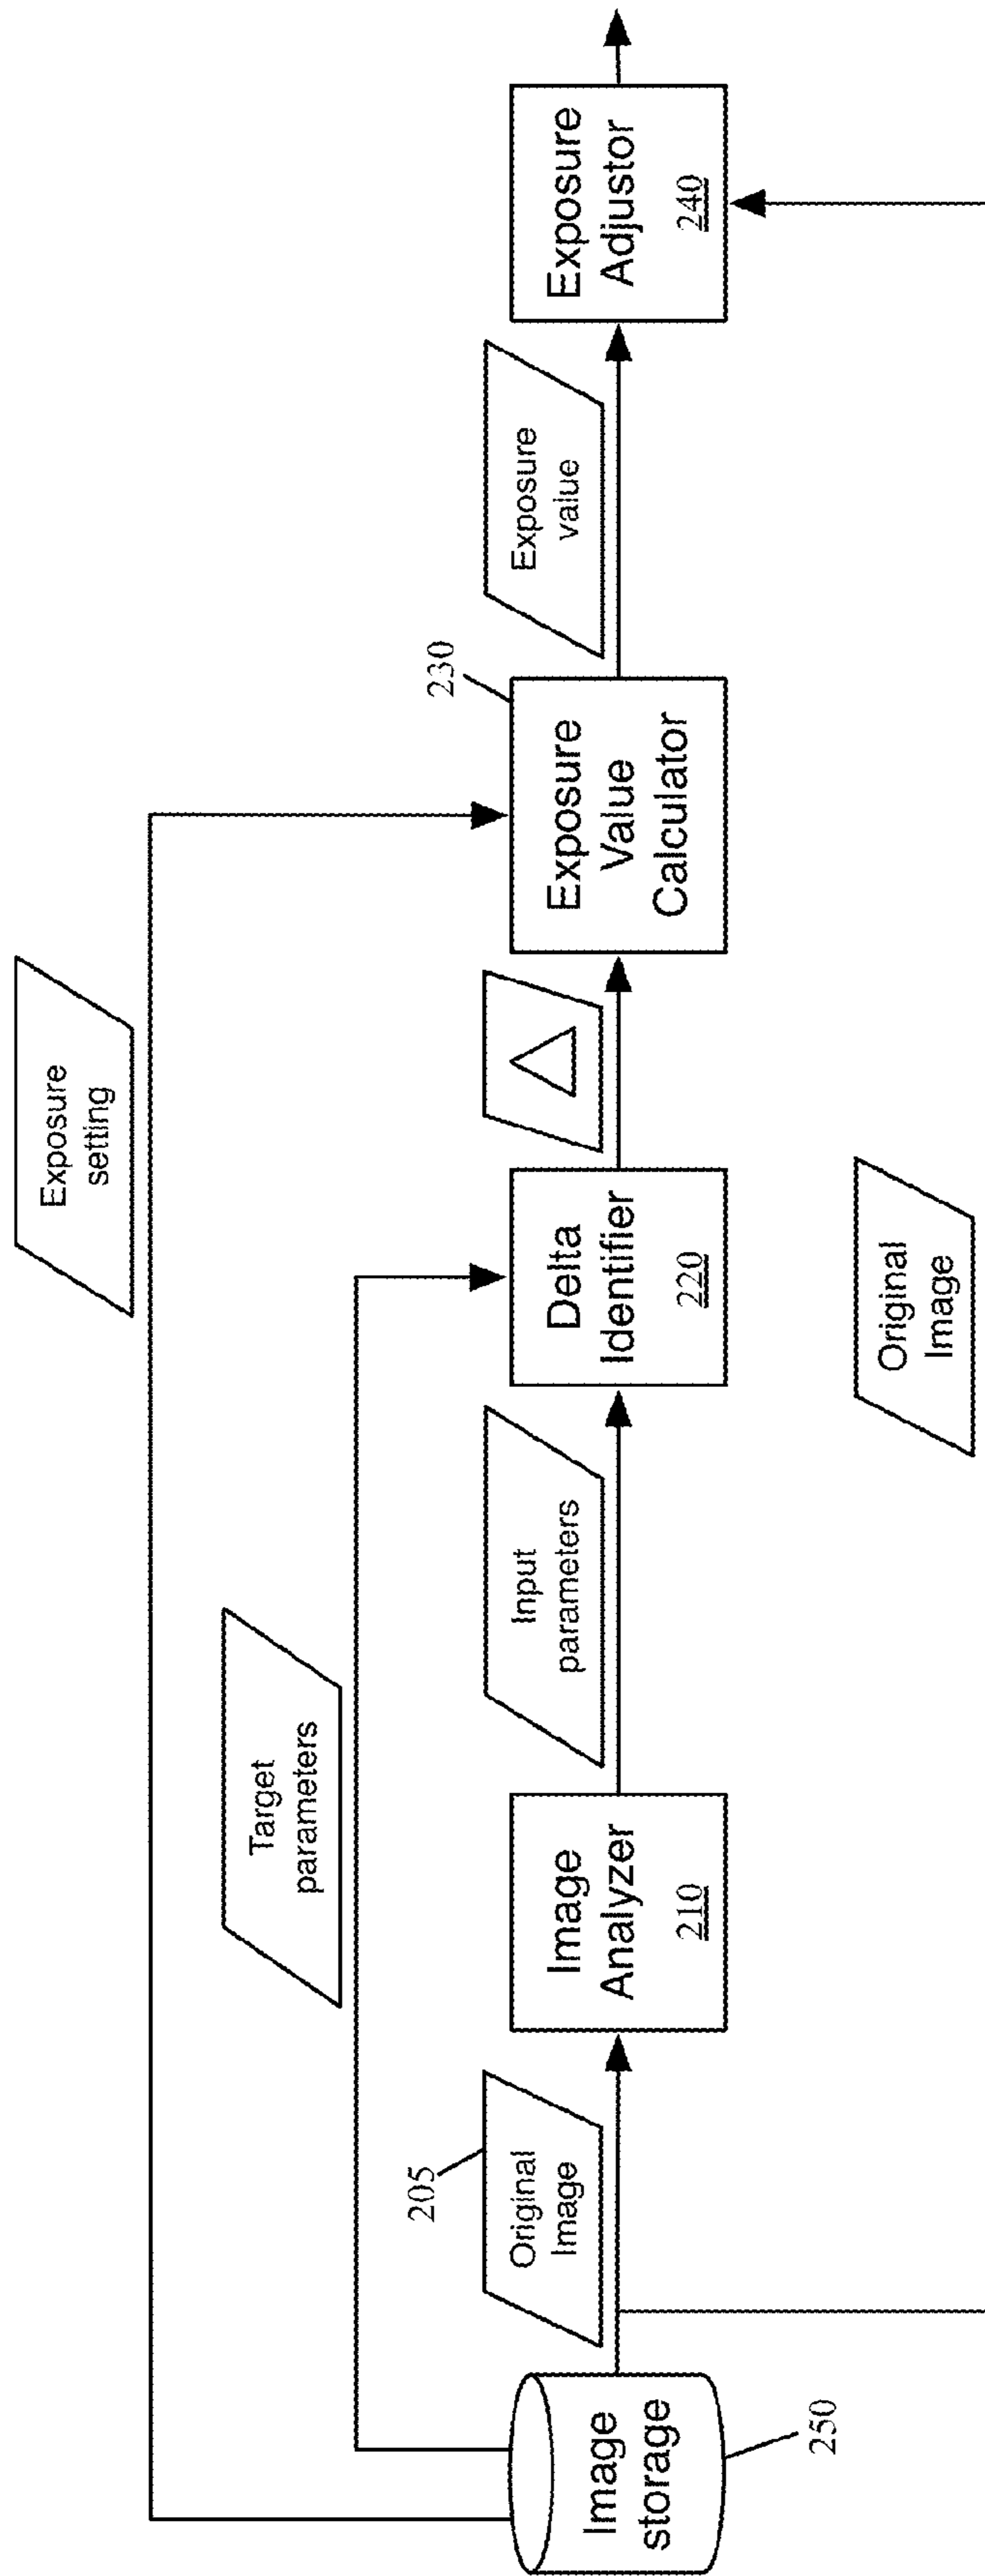 Exposure
setting
Target
parameters
205
Original
Image
Input
parameters
△
230
Exposure
value
Image
storage
250
Image
Analyzer
210
Delta
Identifier
220
Exposure
Value
Calculator
Exposure
Adjustor
240
Original
Image